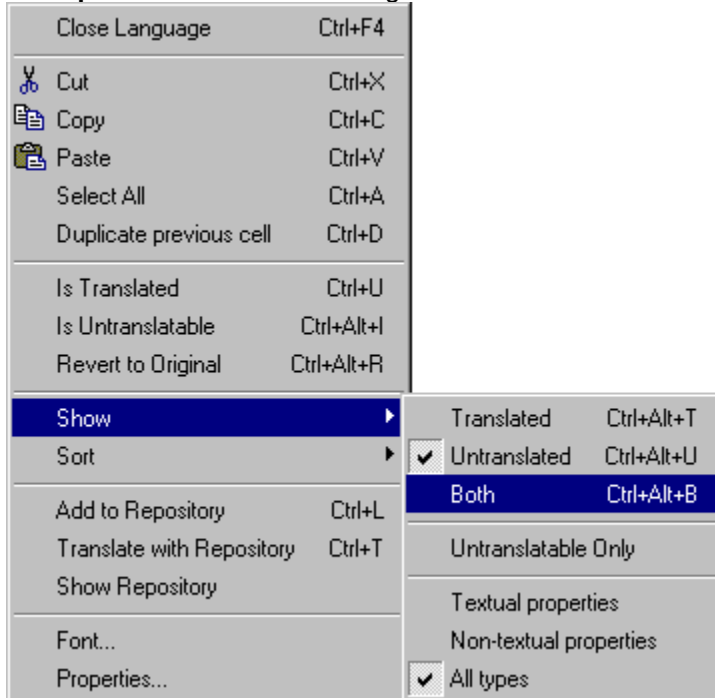 Close Language Ctrl+F4
Cut Ctrl+X
Copy Ctrl+C
Paste Ctrl+V
Select All Ctrl+A
Duplicate previous cell Ctrl+D
Is Translated Ctrl+U
Is Untranslatable Ctrl+Alt+I
Revert to Original Ctrl+Alt+R
Show
Sort
Add to Repository Ctrl+L
Translate with Repository Ctrl+T
Show Repository
Font...
Properties...
Translated Ctrl+Alt+T
Untranslated Ctrl+Alt+U
Both Ctrl+Alt+B
Untranslatable Only
Textual properties
Non-textual properties
All types